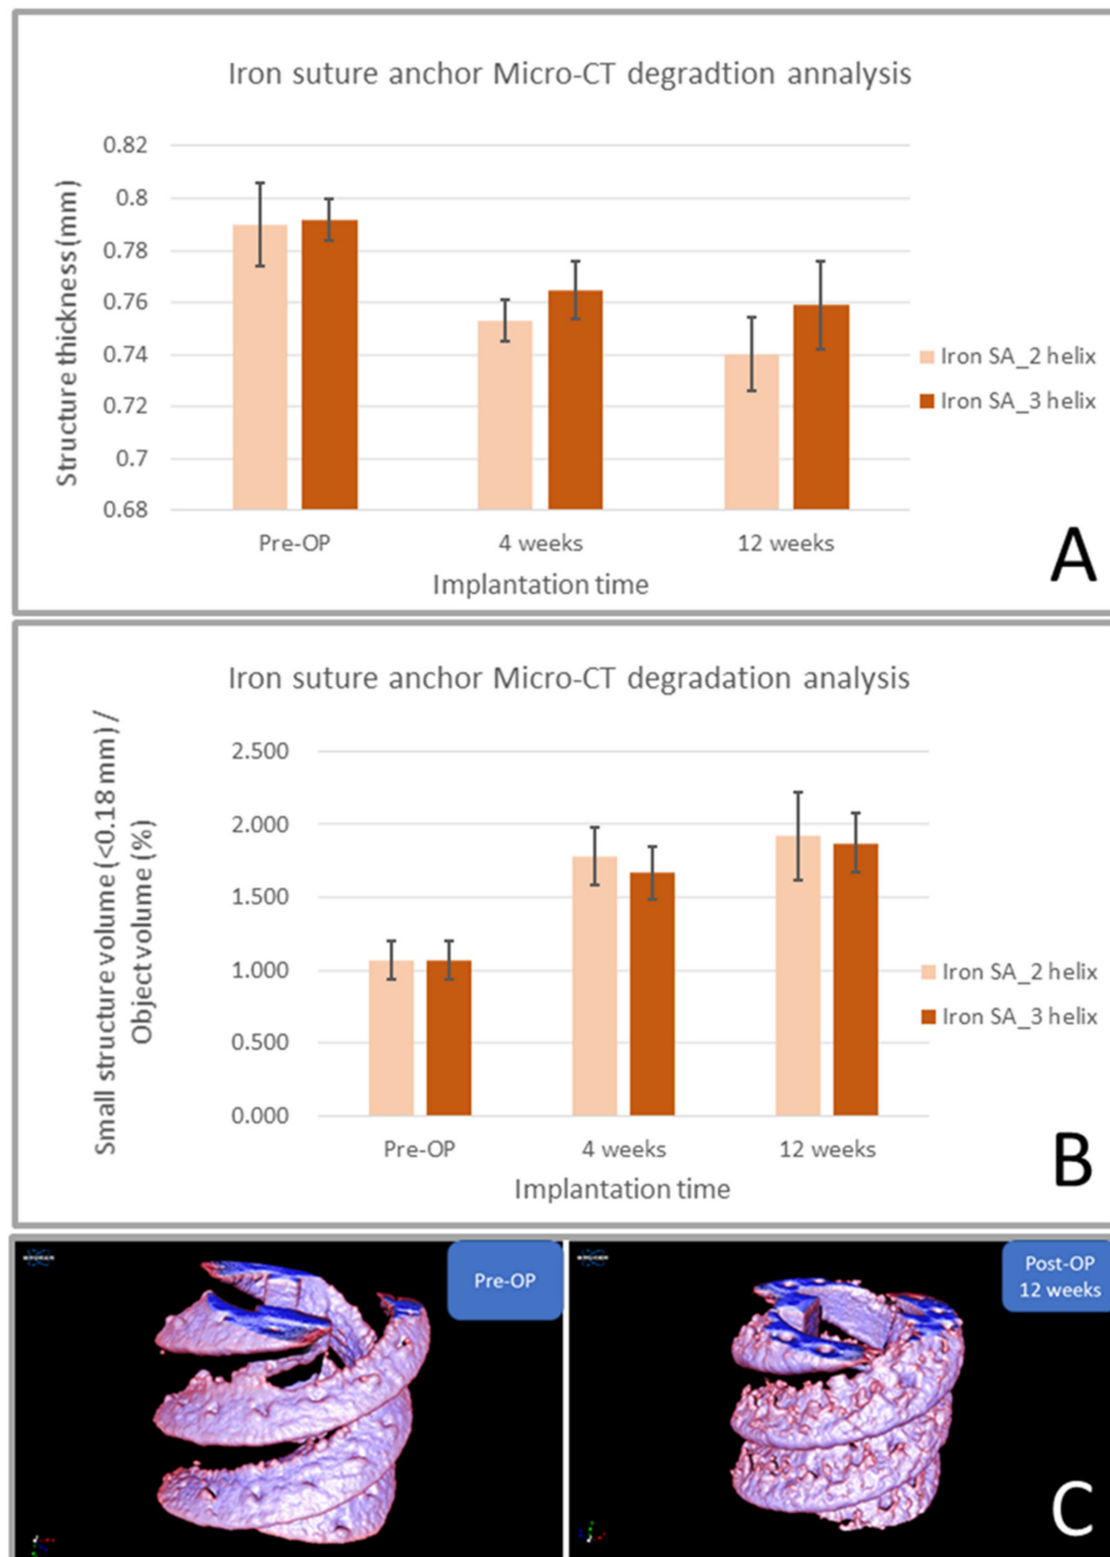 Iron suture anchor Micro-CT degradtion annalysis
Structure thickness (mm)
0.82
0.8
0.78
0.76
0.74
0.72
0.7
0.68
Pre-OP 4 weeks 12 weeks
Implantation time
Iron SA_2 helix
Iron SA_3 helix
A
Iron suture anchor Micro-CT degradation analysis
Small structure volume (<0.18 mm) /
Object volume (%)
2.500
2.000
1.500
1.000
0.500
0.000
Pre-OP 4 weeks 12 weeks
Implantation time
Iron SA_2 helix
Iron SA_3 helix
B
Pre-OP
Post-OP
12 weeks
C